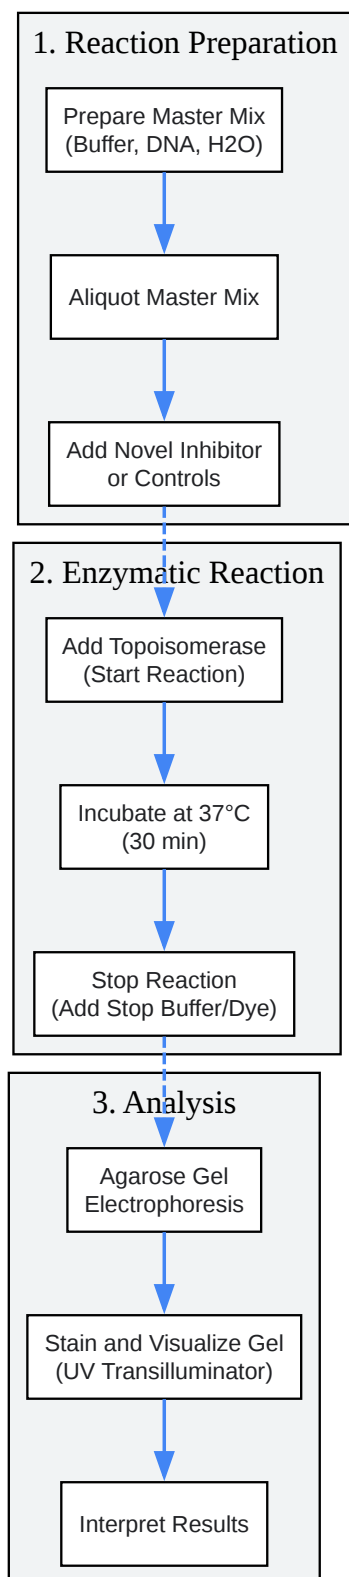 1. Reaction Preparation
Prepare Master Mix
(Buffer, DNA, H2O)
Aliquot Master Mix
Add Novel Inhibitor
or Controls
2. Enzymatic Reaction
Add Topoisomerase
(Start Reaction)
Incubate at 37°C
(30 min)
Stop Reaction
(Add Stop Buffer/Dye)
3. Analysis
Agarose Gel
Electrophoresis
Stain and Visualize Gel
(UV Transilluminator)
Interpret Results